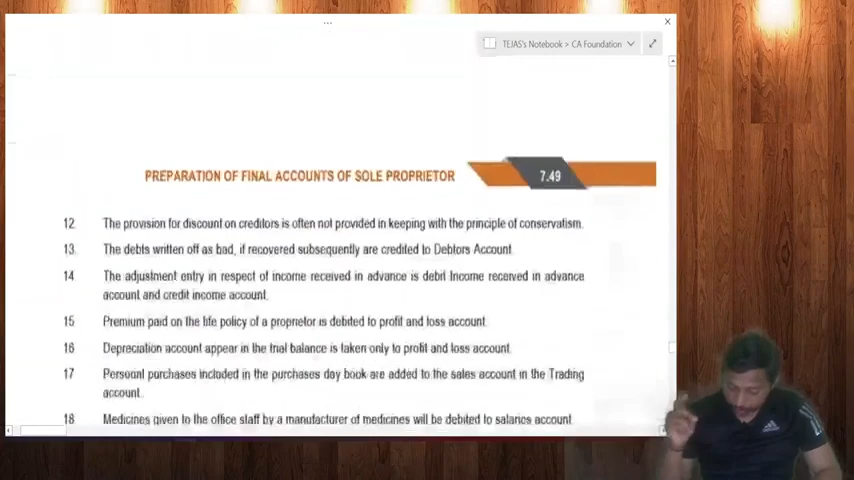 TEJAS's Notebook > CA Foundation
PREPARATION OF FINAL ACCOUNTS OF SOLE PROPRIETOR 7.49
12 The provision for discount on creditors is often not provided in keeping with the principle of conservatism.
13. The debts written off as bad, if recovered subsequently are credited to Debtors Account.
14 The adjustment entry in respect of income received in advance is debit Income received in advance
account and credit income account.
15 Premium paid on the life policy of a proprietor is debited to profit and loss account.
16 Depreciation account appear in the trial balance is taken only to profit and loss account.
17 Personal purchases included in the purchases day book are added to the sales account in the Trading
account.
18 Medicines given to the office staff by a manufacturer of medicines will be debited to salaries account.